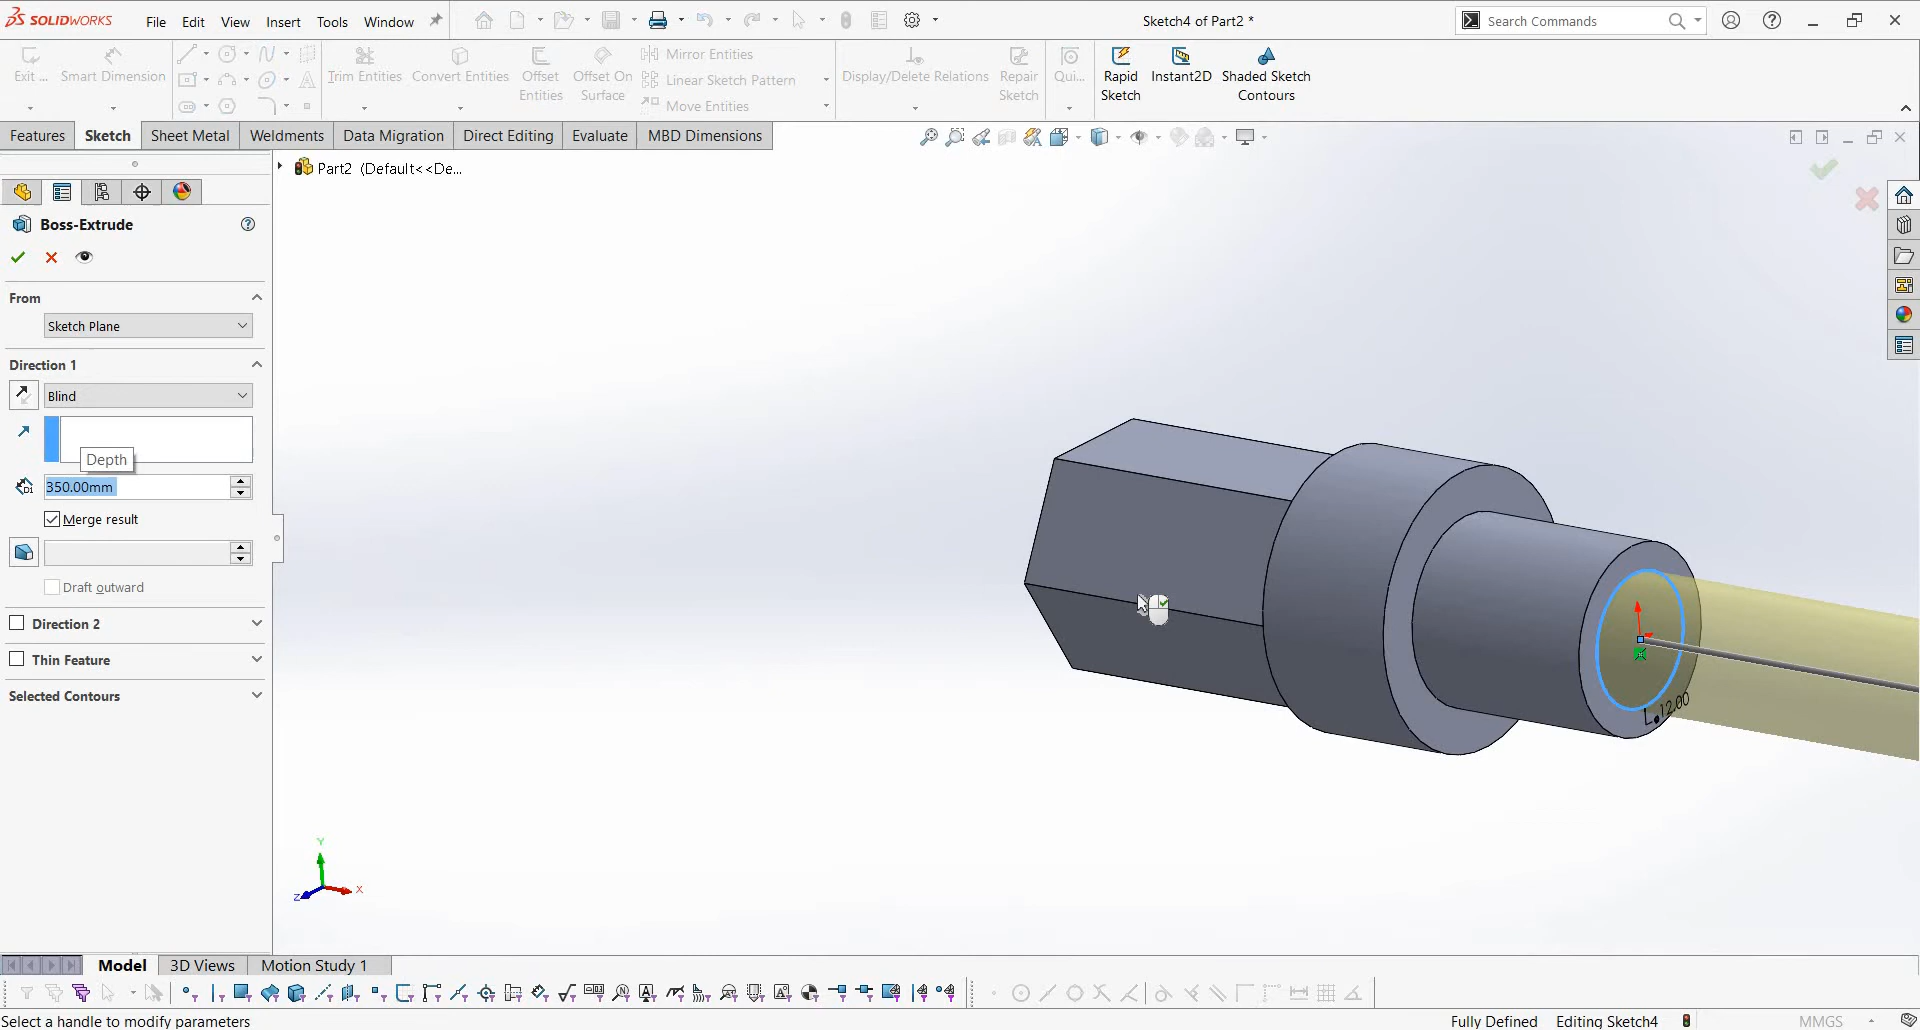 SOLIDWORKS File Edit View Insert Tools Window Sketch4 of Part2 * Search Commands
Exit ... Smart Dimension Trim Entities Convert Entities Offset Entities Offset On Surface Mirror Entities Linear Sketch Pattern Move Entities Display/Delete Relations Repair Sketch Qui... Rapid Sketch Instant2D Shaded Sketch Contours
Features Sketch Sheet Metal Weldments Data Migration Direct Editing Evaluate MBD Dimensions
Part2 (Default<<De...
Boss-Extrude
From
Sketch Plane
Direction 1
Blind
Depth
350.00mm
Merge result
Draft outward
Direction 2
Thin Feature
Selected Contours
12.00
Y
X
Z
Model 3D Views Motion Study 1
Select a handle to modify parameters Fully Defined Editing Sketch4 MMGS